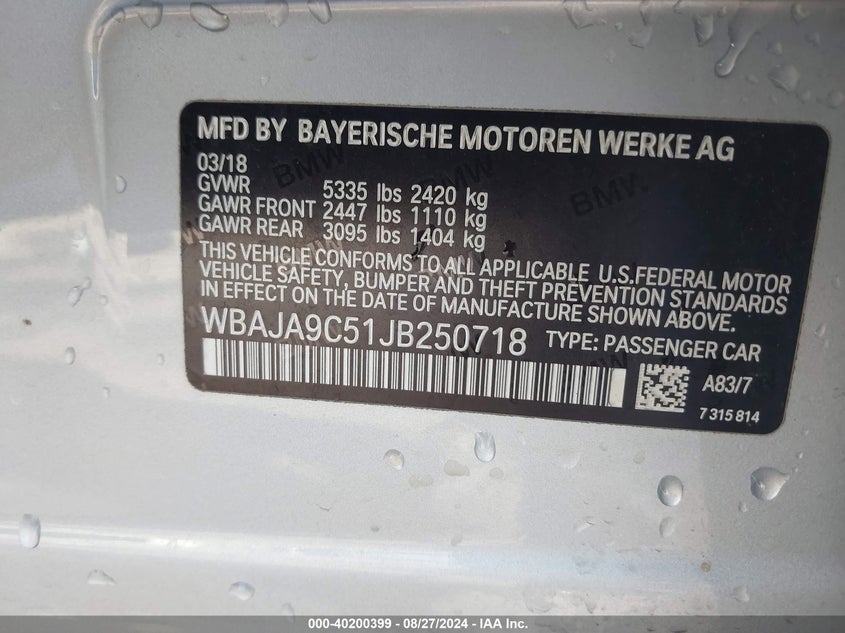 MFD BY BAYERISCHE MOTOREN WERKE AG
03/18
GVWR 5335 lbs 2420 kg
GAWR FRONT 2447 lbs 1110 kg
GAWR REAR 3095 lbs 1404 kg
THIS VEHICLE CONFORMS TO ALL APPLICABLE U.S.FEDERAL MOTOR
VEHICLE SAFETY, BUMPER AND THEFT PREVENTION STANDARDS
IN EFFECT ON THE DATE OF MANUFACTURE SHOWN ABOVE.
WBAJA9C51JB250718 TYPE: PASSENGER CAR
A83/7
7 315 814
000-40200399 - 08/27/2024 - IAA Inc.